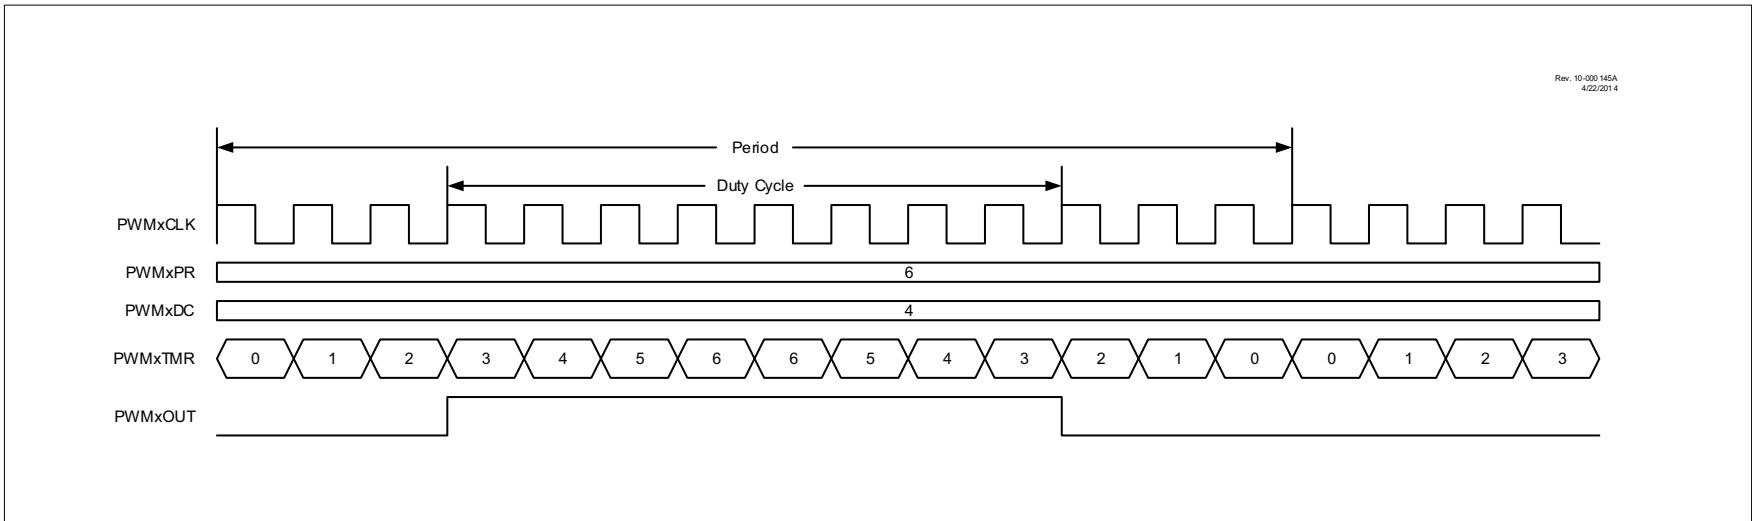 Rev. 10-000 145A
4/22/201 4
Period
Duty Cycle
PWMxCLK
PWMxPR 6
PWMxDC 4
PWMxTMR 0 1 2 3 4 5 6 6 5 4 3 2 1 0 0 1 2 3
PWMxOUT